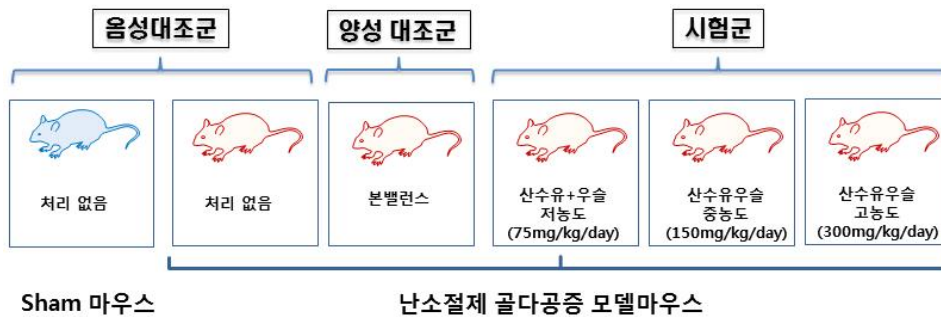 음성대조군
양성 대조군
시험군
처리 없음
처리 없음
본밸런스
산수유+우슬
저농도
(75mg/kg/day)
산수유우슬
중농도
(150mg/kg/day)
산수유우슬
고농도
(300mg/kg/day)
Sham 마우스
난소절제 골다공증 모델마우스